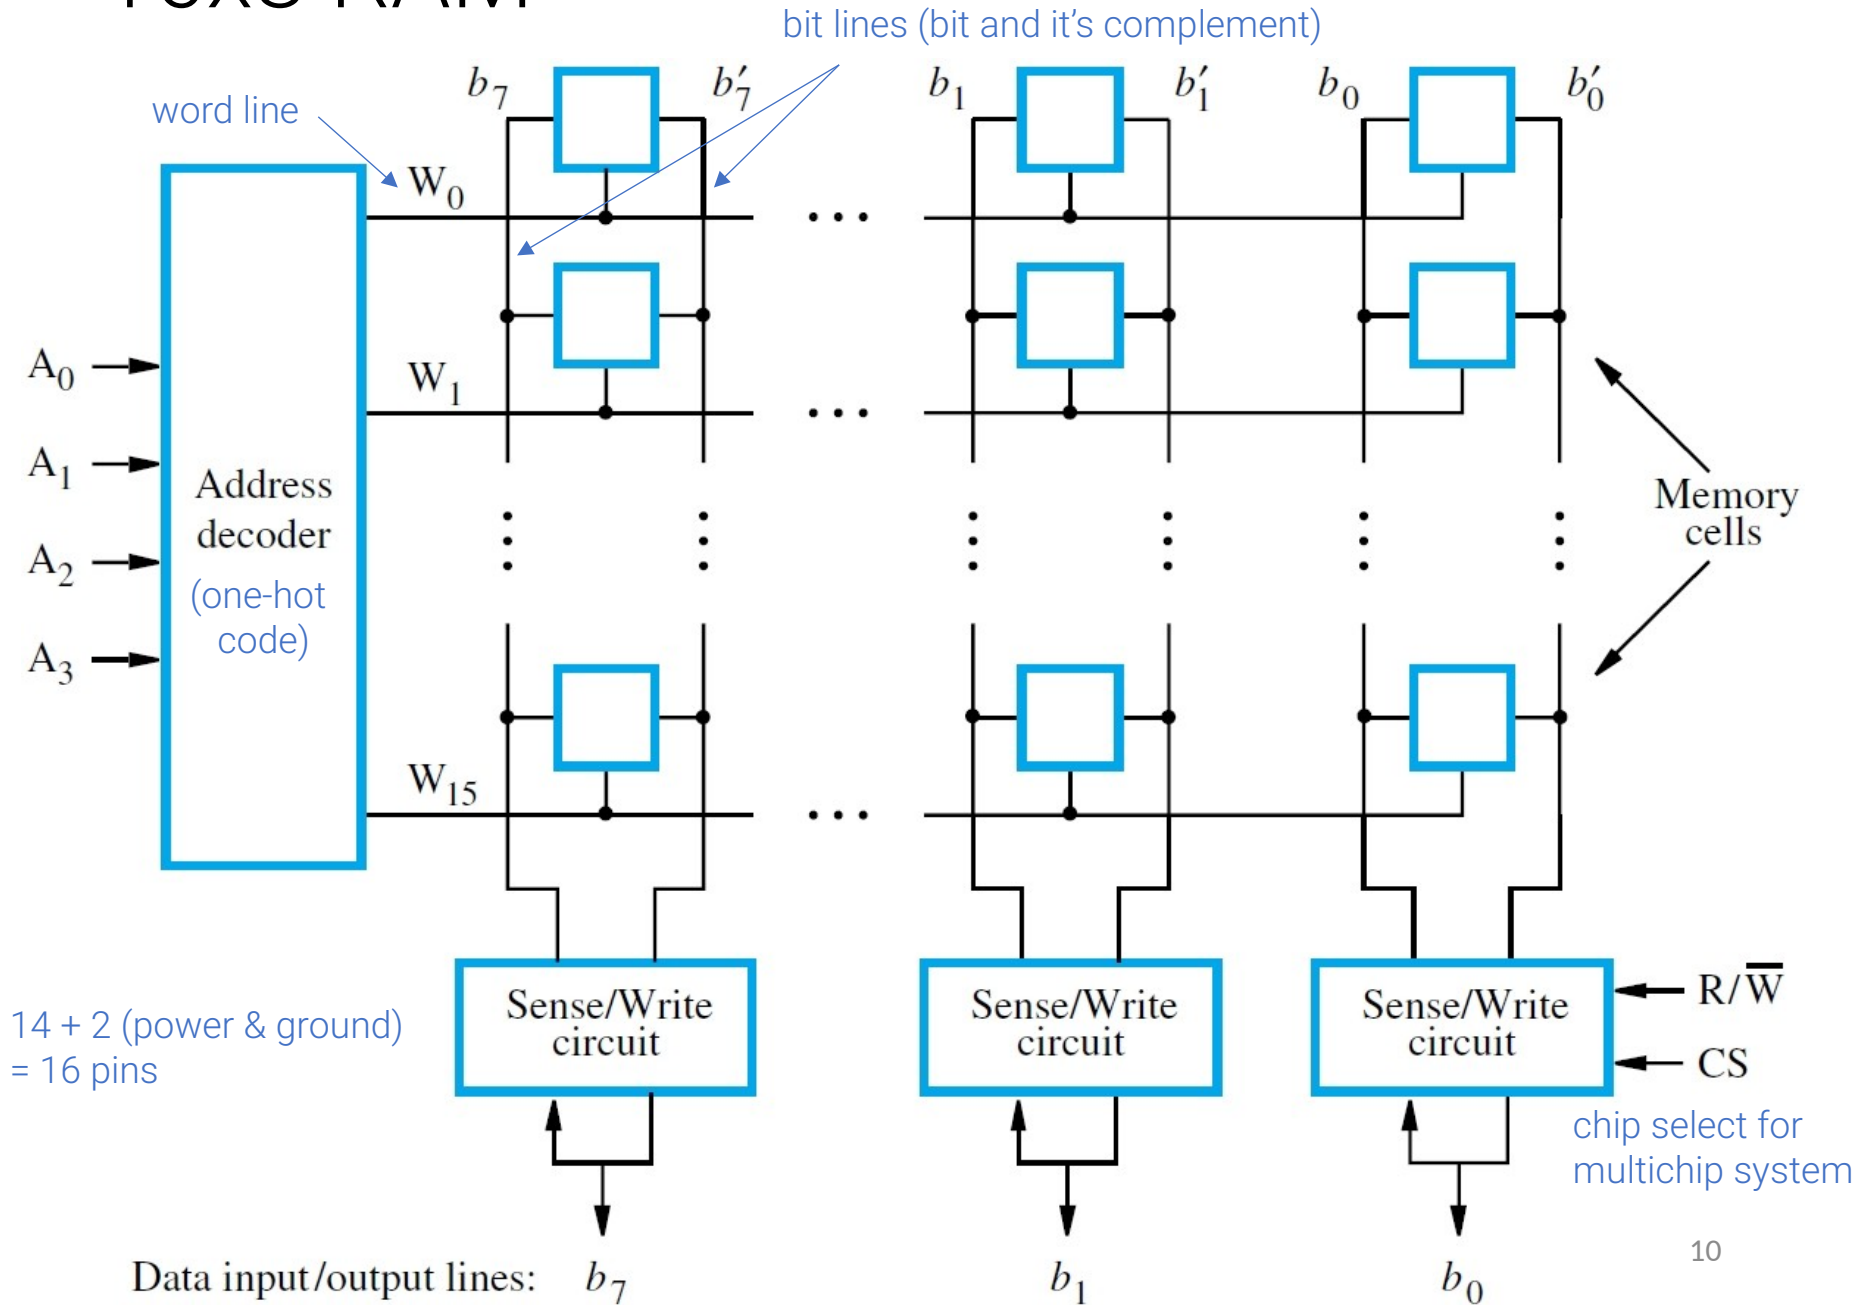 16x8 RAM
bit lines (bit and it's complement)
b7 b′7 b1 b′1 b0 b′0
word line
W0
W1
A0
A1
A2
A3
Address
decoder
(one-hot
code)
Memory
cells
W15
Sense/Write
circuit
Sense/Write
circuit
Sense/Write
circuit
R/W̅
CS
14 + 2 (power & ground)
= 16 pins
chip select for
multichip system
10
Data input/output lines: b7 b1 b0